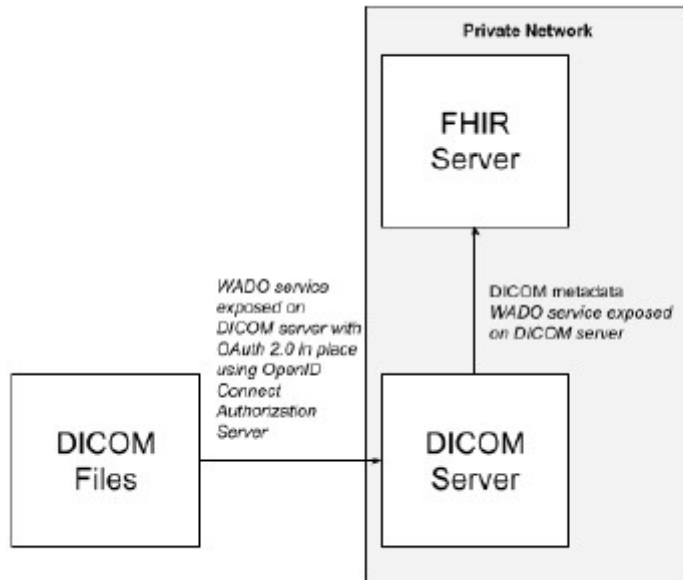 Private Network
FHIR
Server
WADO service
exposed on
DICOM server with
OAuth 2.0 in place
using OpenID
Connect
Authorization
Server
DICOM metadata
WADO service exposed
on DICOM server
DICOM
Files
DICOM
Server